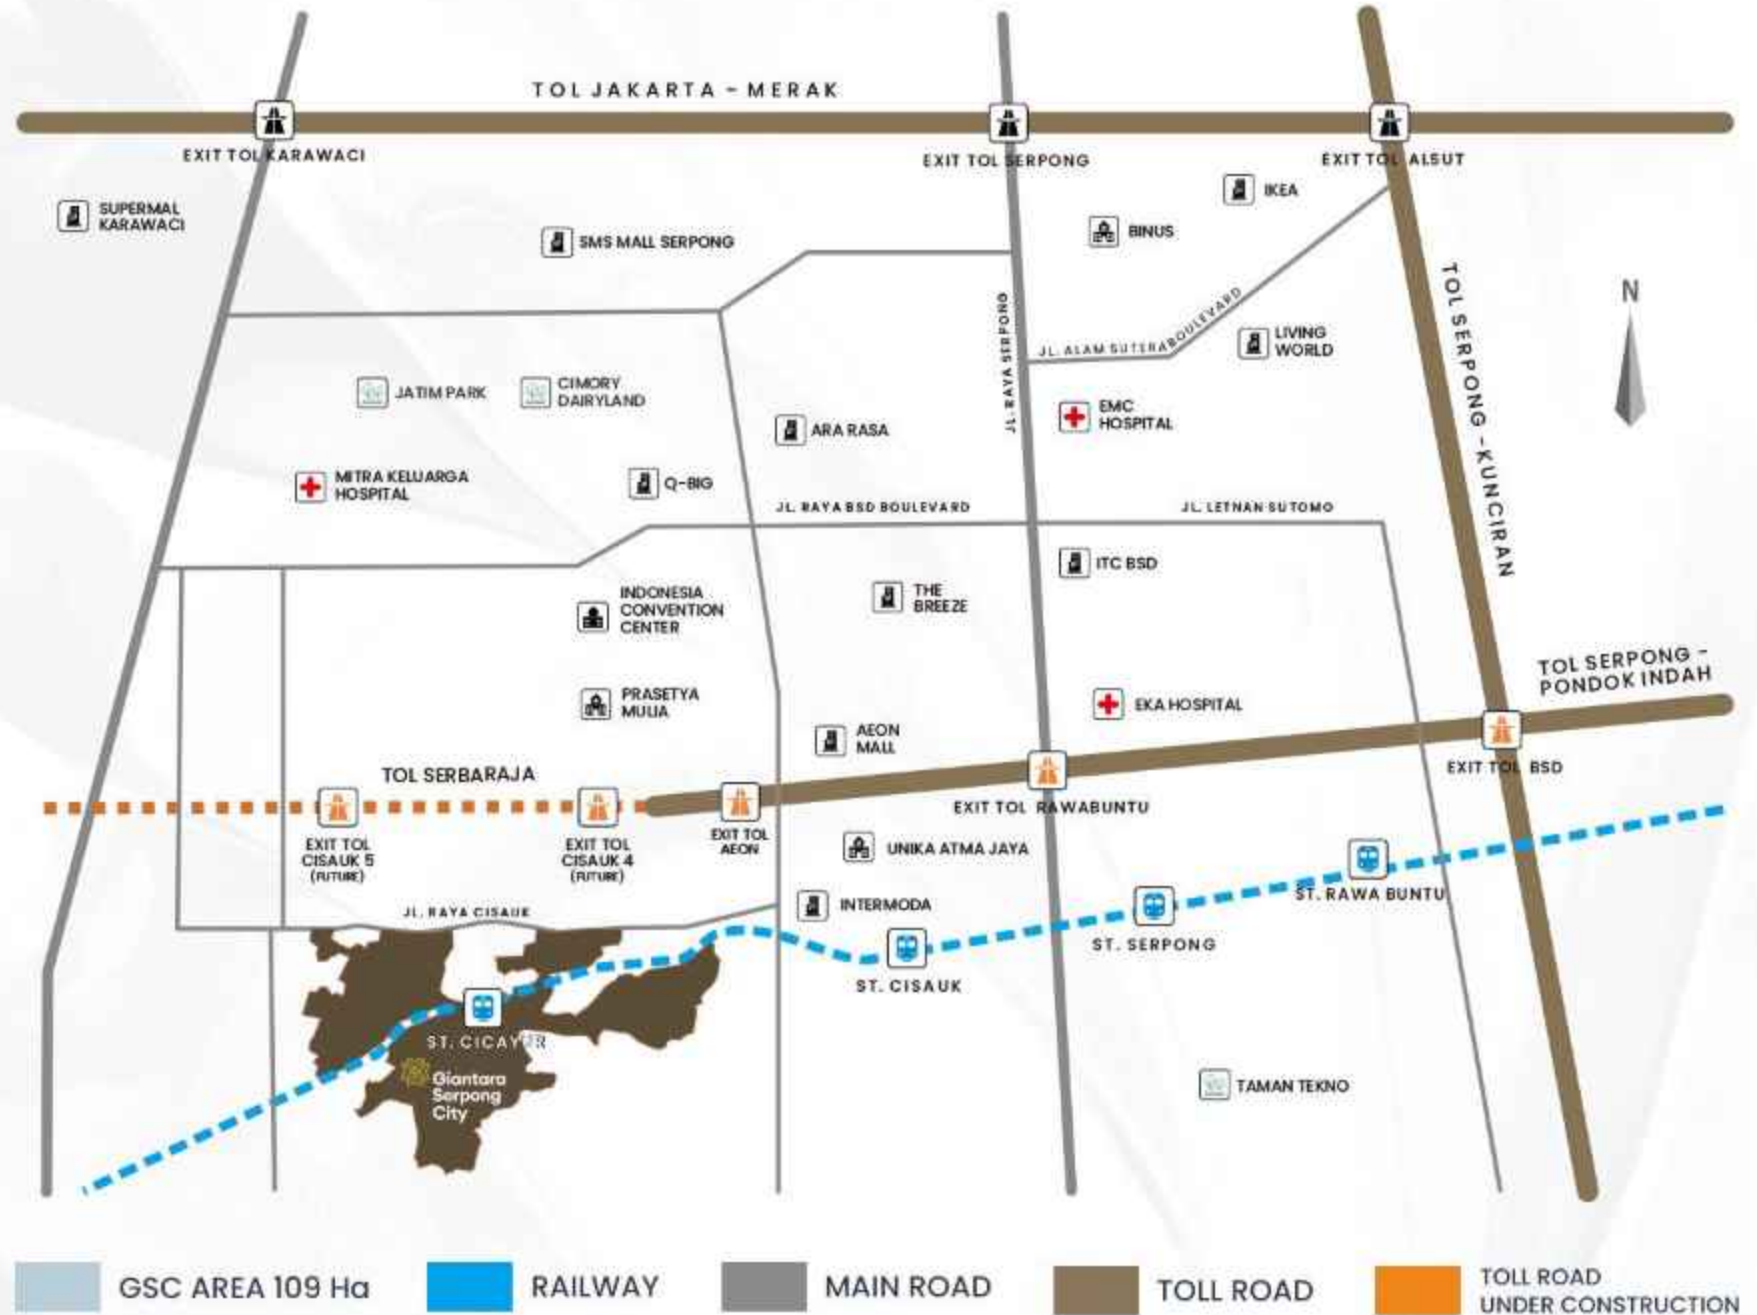 TOL JAKARTA - MERAK
EXIT TOL KARAWACI
EXIT TOL SERPONG
EXIT TOL ALSUT
SUPERMAL
KARAWACI
SMS MALL SERPONG
BINUS
IKEA
TOL SERPONG - KUNCIRAN
N
JL. RAYA SERPONG
JL. ALAM SUTERA BOULEVARD
LIVING
WORLD
JATIM PARK
CIMORY
DAIRYLAND
ARA RASA
EMC
HOSPITAL
MITRA KELUARGA
HOSPITAL
Q-BIG
JL. RAYA BSD BOULEVARD
JL. LETNAN SUTOMO
INDONESIA
CONVENTION
CENTER
THE
BREEZE
ITC BSD
PRASETYA
MULIA
AEON
MALL
EKA HOSPITAL
TOL SERPONG -
PONDOK INDAH
TOL SERBARAJA
EXIT TOL
CISAUK 5
(FUTURE)
EXIT TOL
CISAUK 4
(FUTURE)
EXIT TOL
AEON
EXIT TOL RAWABUNTU
EXIT TOL BSD
UNIKA ATMA JAYA
INTERMODA
JL. RAYA CISAUK
ST. CISAUK
ST. SERPONG
ST. RAWA BUNTU
ST. CICAYUR
Giantara
Serpong
City
TAMAN TEKNO
GSC AREA 109 Ha
RAILWAY
MAIN ROAD
TOLL ROAD
TOLL ROAD
UNDER CONSTRUCTION